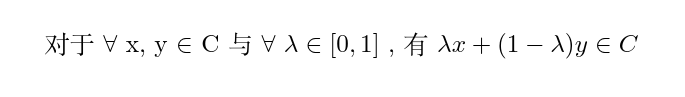 对于 ∀ x, y ∈ C 与 ∀ λ ∈ [0, 1] , 有 λx + (1 − λ)y ∈ C